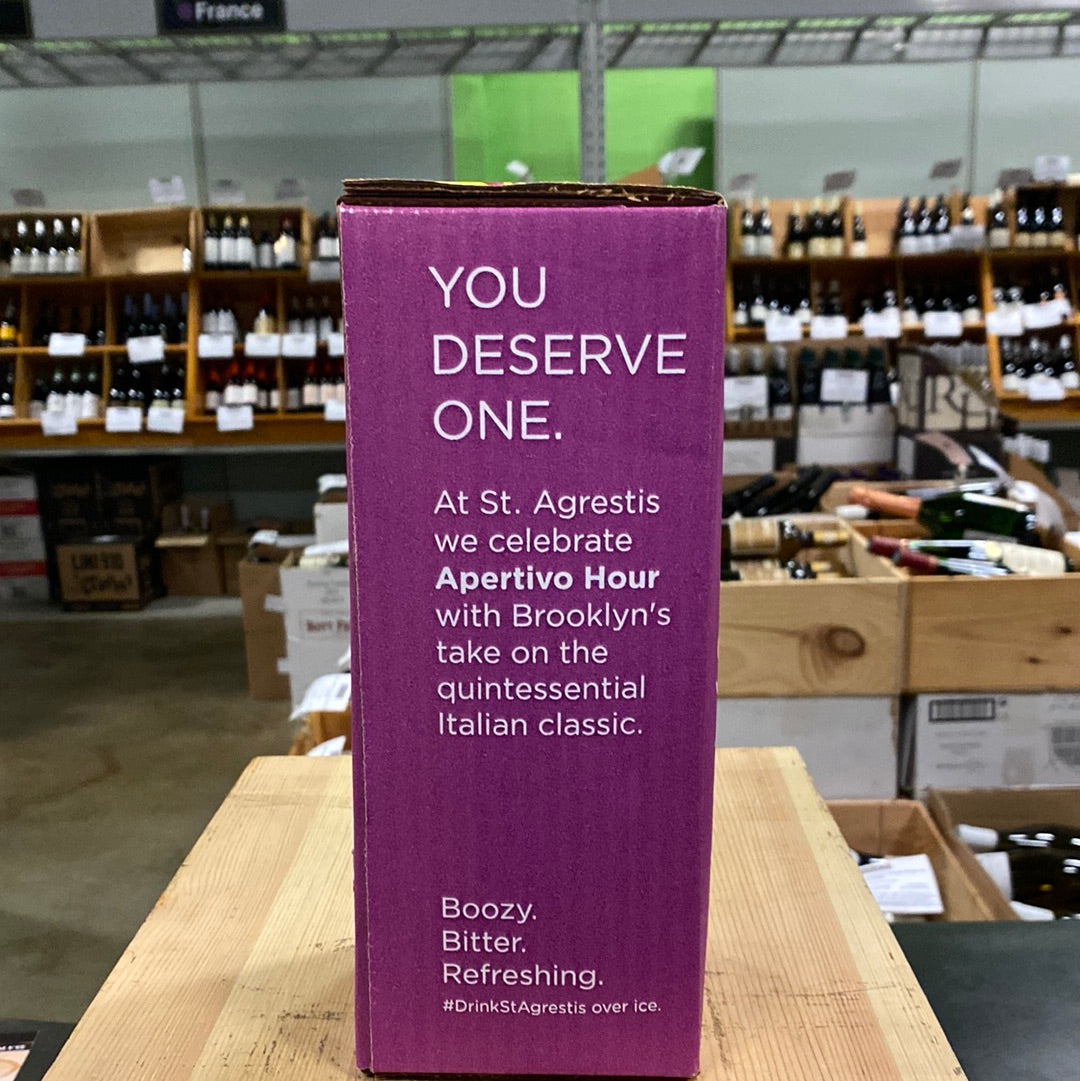 France
YOU
DESERVE
ONE.
At St. Agrestis
we celebrate
Apertivo Hour
with Brooklyn's
take on the
quintessential
Italian classic.
Boozy.
Bitter.
Refreshing.
#DrinkStAgrestis over ice.